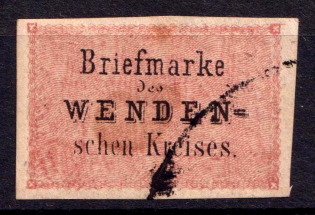 Briefmarke
des
WENDEN-
schen Kreises.